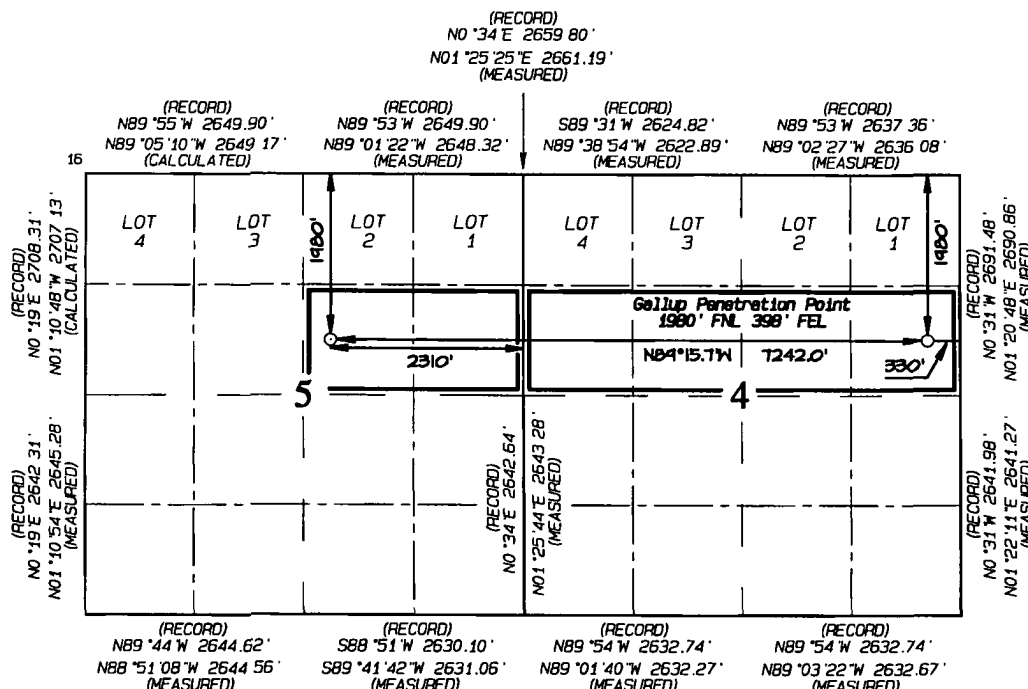 (RECORD)
N0 °34'E 2659 80'
N01 °25'25"E 2661.19'
(MEASURED)
(RECORD)
N89 °55'W 2649.90'
N89 °05'10"W 2649 17'
(CALCULATED)
(RECORD)
N89 °53'W 2649.90'
N89 °01'22"W 2648.32'
(MEASURED)
(RECORD)
S89 °31'W 2624.82'
N89 °38'54"W 2622.89'
(MEASURED)
(RECORD)
N89 °53'W 2637 36'
N89 °02'27"W 2636 08'
(MEASURED)
16
LOT
4
LOT
3
LOT
2
LOT
1
LOT
4
LOT
3
LOT
2
LOT
1
1980'
1980'
(RECORD)
N0 °19'E 2708.31'
N01 °10'48"W 2707 13'
(CALCULATED)
(RECORD)
N0 °31'W 2691.48'
N01 °20'48"E 2690.86'
(MEASURED)
Gallup Penetration Point
1980' FNL 398' FEL
N84°15.7'W 7242.0'
2310'
330'
5
4
(RECORD)
N0 °19'E 2642 31'
N01 °10'54"E 2645.28'
(MEASURED)
(RECORD)
N0 °34'E 2642.64'
N01 °25'44"E 2643 28'
(MEASURED)
(RECORD)
N0 °31'W 2641.98'
N01 °22'11"E 2641.27'
(MEASURED)
(RECORD)
N89 °44'W 2644.62'
N88 °51'08"W 2644 56'
(MEASURED)
(RECORD)
S88 °51'W 2630.10'
S89 °41'42"W 2631.06'
(MEASURED)
(RECORD)
N89 °54'W 2632.74'
N89 °01'40"W 2632.27'
(MEASURED)
(RECORD)
N89 °54'W 2632.74'
N89 °03'22"W 2632.67'
(MEASURED)